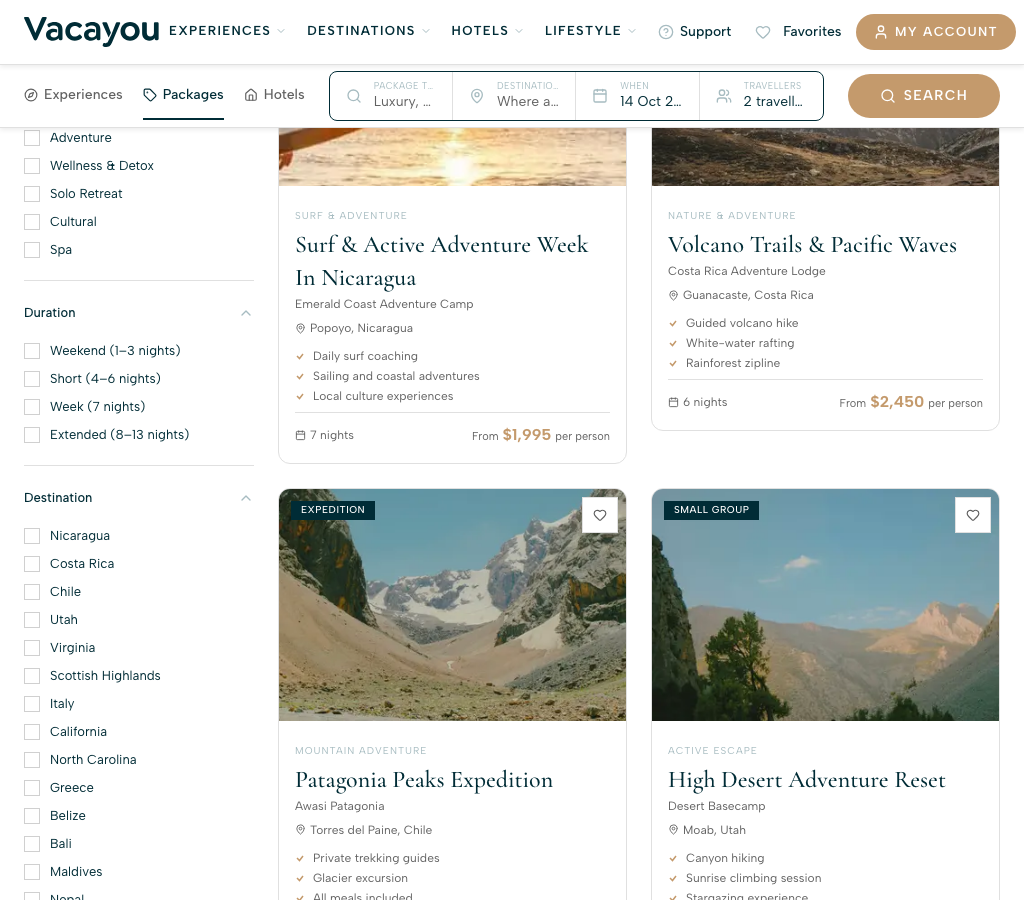 Vacayou
EXPERIENCES
DESTINATIONS
HOTELS
LIFESTYLE
Support
Favorites
MY ACCOUNT
Experiences
Packages
Hotels
PACKAGE T...
Luxury, ...
DESTINATIO...
Where a...
WHEN
14 Oct 2...
TRAVELLERS
2 travell...
SEARCH
Adventure
Wellness & Detox
Solo Retreat
Cultural
Spa
Duration
Weekend (1–3 nights)
Short (4–6 nights)
Week (7 nights)
Extended (8–13 nights)
Destination
Nicaragua
Costa Rica
Chile
Utah
Virginia
Scottish Highlands
Italy
California
North Carolina
Greece
Belize
Bali
Maldives
Nepal
SURF & ADVENTURE
Surf & Active Adventure Week
In Nicaragua
Emerald Coast Adventure Camp
Popoyo, Nicaragua
Daily surf coaching
Sailing and coastal adventures
Local culture experiences
7 nights
From $1,995 per person
NATURE & ADVENTURE
Volcano Trails & Pacific Waves
Costa Rica Adventure Lodge
Guanacaste, Costa Rica
Guided volcano hike
White-water rafting
Rainforest zipline
6 nights
From $2,450 per person
EXPEDITION
MOUNTAIN ADVENTURE
Patagonia Peaks Expedition
Awasi Patagonia
Torres del Paine, Chile
Private trekking guides
Glacier excursion
All meals included
SMALL GROUP
ACTIVE ESCAPE
High Desert Adventure Reset
Desert Basecamp
Moab, Utah
Canyon hiking
Sunrise climbing session
Stargazing experience